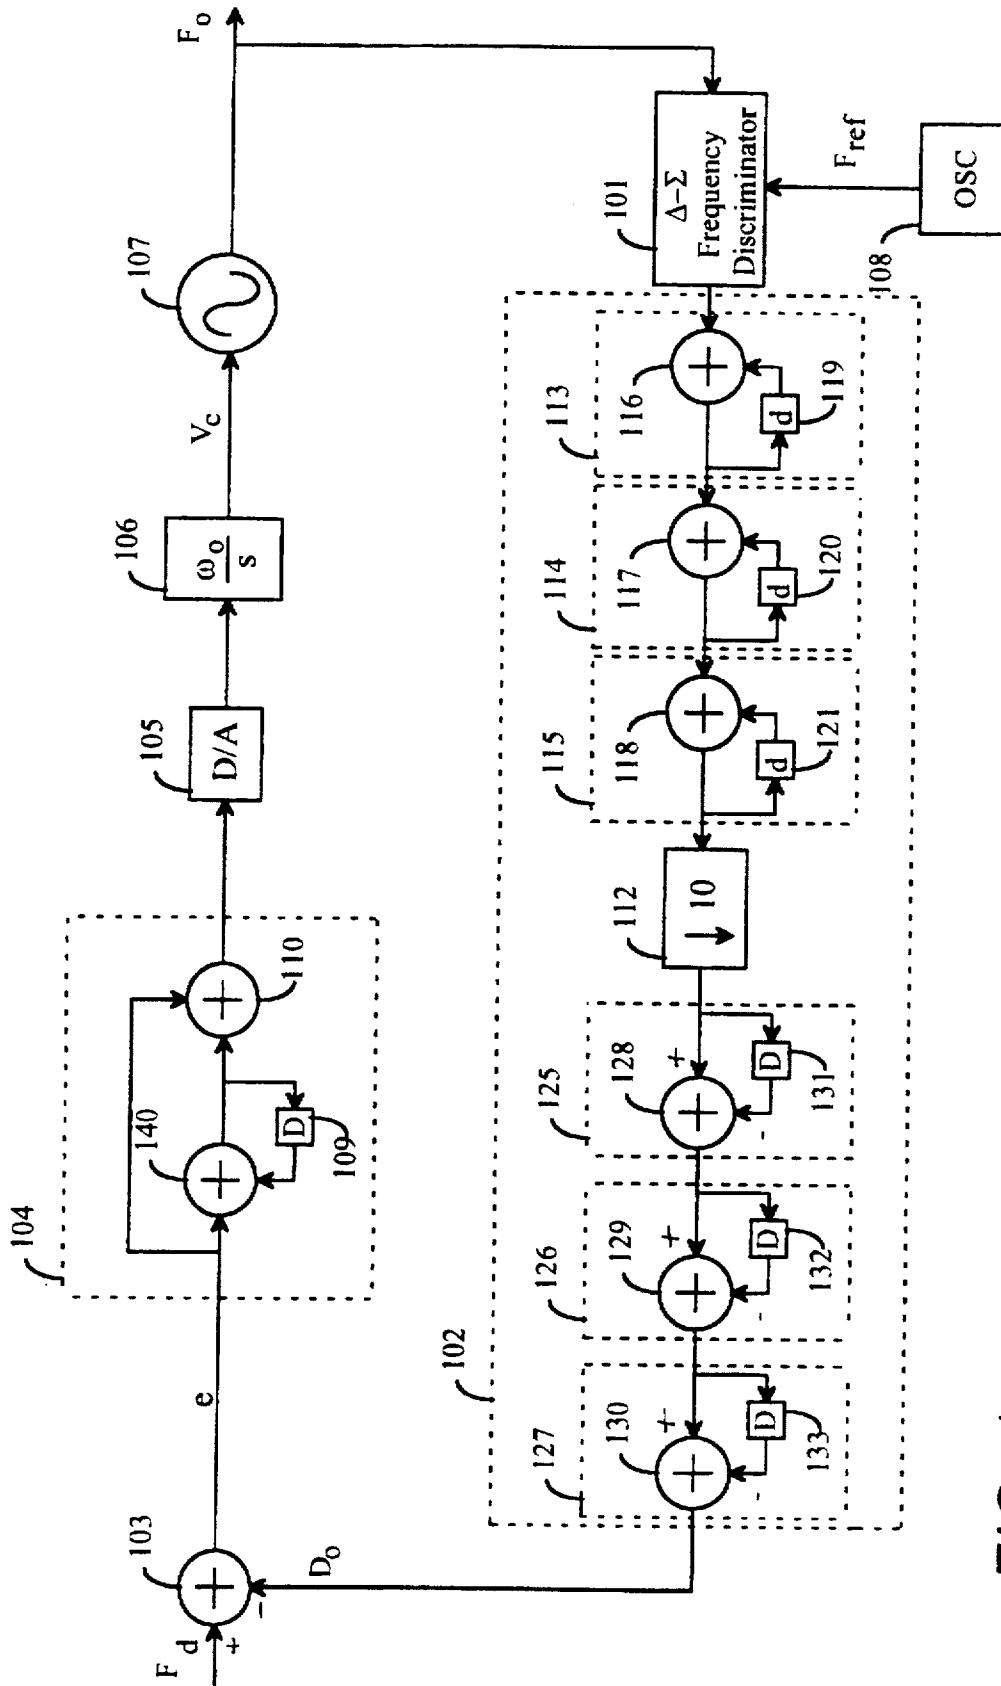 F_d
+
-
103
e
104
140
D
109
110
105
D/A
106
ω_o
s
V_c
107
F_o
D_o
102
127
130
+
-
D
133
126
129
+
-
D
132
125
128
+
-
D
131
112
10
115
118
d
121
114
117
d
120
113
116
d
119
101
Δ–Σ
Frequency
Discriminator
F_ref
108
OSC